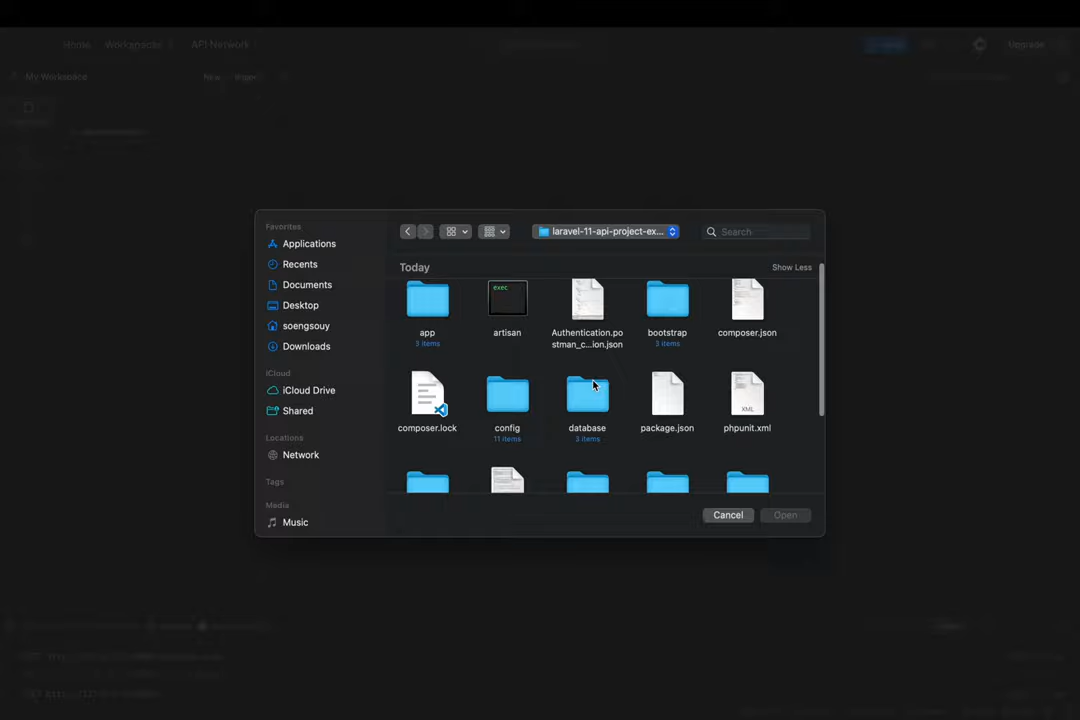 Home Workspaces API Network
Upgrade
My Workspace
New Import
Favorites
Applications
Recents
Documents
Desktop
soengsouy
Downloads
iCloud
iCloud Drive
Shared
Locations
Network
Tags
Media
Music
laravel-11-api-project-ex...
Search
Today
Show Less
exec
app
3 items
artisan
Authentication.po
stman_c...ion.json
bootstrap
3 items
composer.json
composer.lock
config
11 items
database
3 items
package.json
XML
phpunit.xml
Cancel
Open